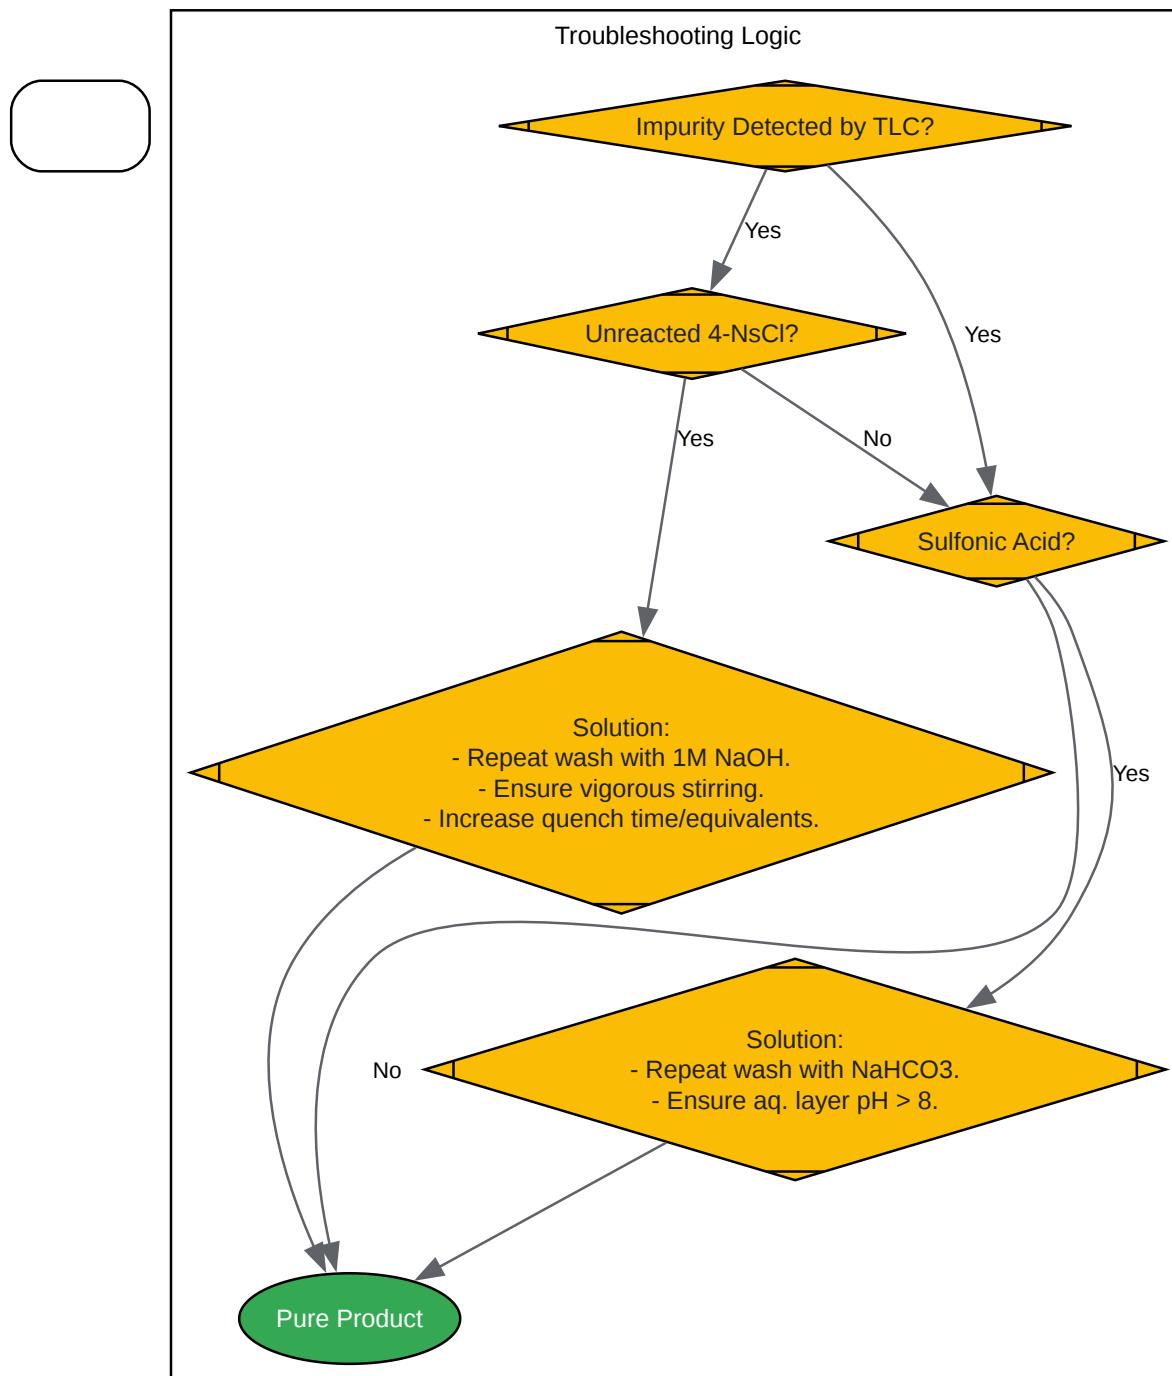 Troubleshooting Logic
Impurity Detected by TLC?
Yes
Unreacted 4-NsCl?
Yes
Yes
No
Sulfonic Acid?
Solution:
- Repeat wash with 1M NaOH.
- Ensure vigorous stirring.
- Increase quench time/equivalents.
Yes
Solution:
- Repeat wash with NaHCO3.
- Ensure aq. layer pH > 8.
No
Pure Product